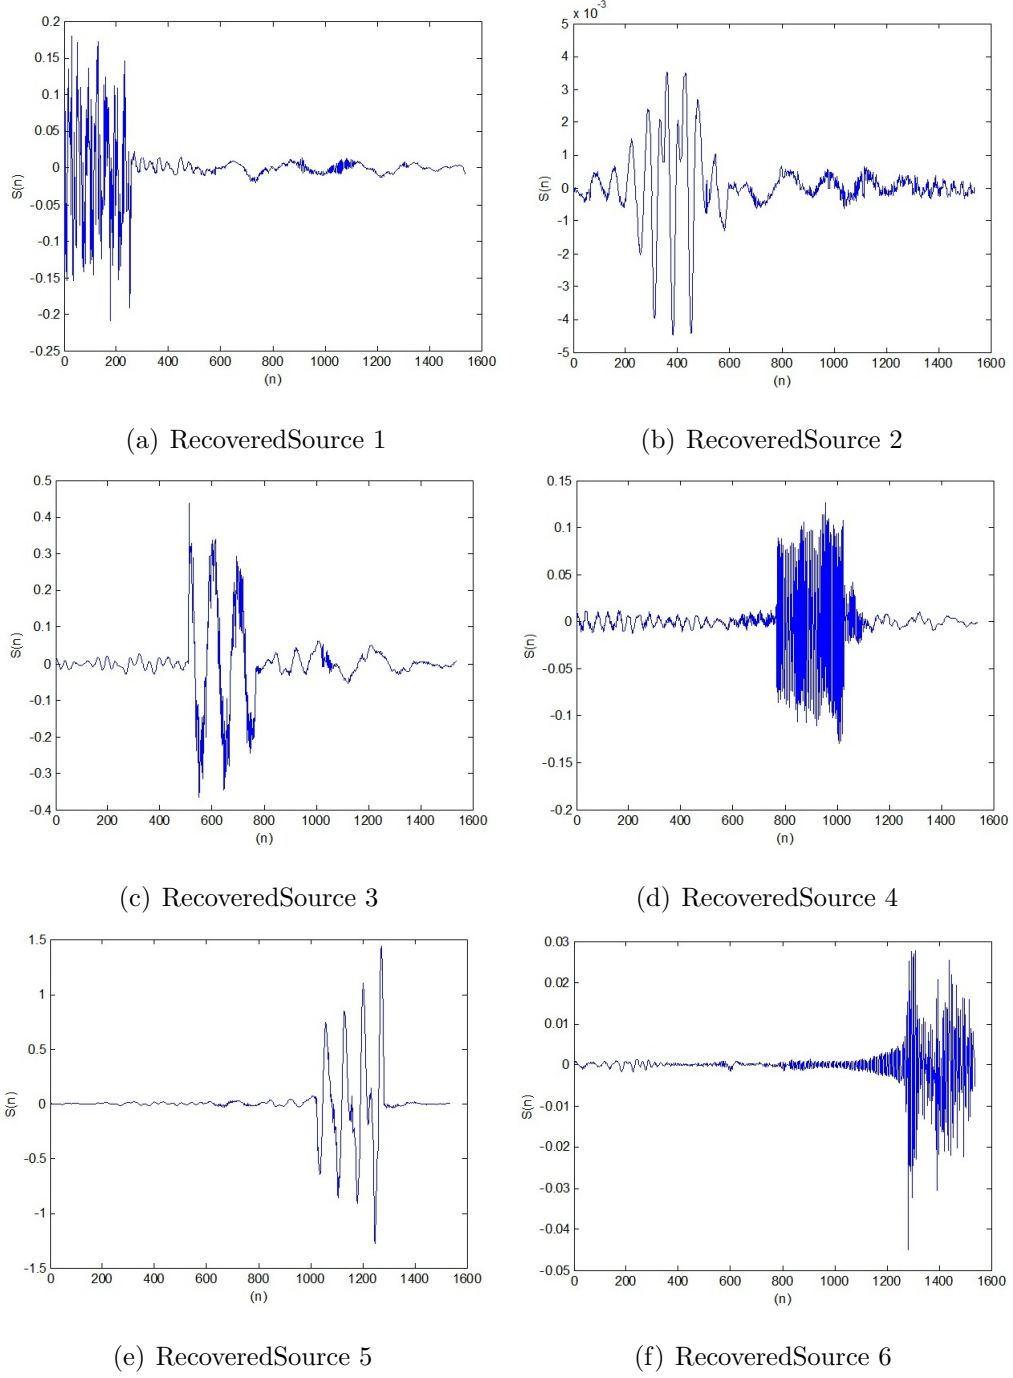 0.2
0.15
0.1
0.05
0
-0.05
-0.1
-0.15
-0.2
-0.25
S(n)
0 200 400 600 800 1000 1200 1400 1600
(n)
(a) RecoveredSource 1
x 10⁻³
5
4
3
2
1
0
-1
-2
-3
-4
-5
S(n)
0 200 400 600 800 1000 1200 1400 1600
(n)
(b) RecoveredSource 2
0.5
0.4
0.3
0.2
0.1
0
-0.1
-0.2
-0.3
-0.4
S(n)
0 200 400 600 800 1000 1200 1400 1600
(n)
(c) RecoveredSource 3
0.15
0.1
0.05
0
-0.05
-0.1
-0.15
-0.2
S(n)
0 200 400 600 800 1000 1200 1400 1600
(n)
(d) RecoveredSource 4
1.5
1
0.5
0
-0.5
-1
-1.5
S(n)
0 200 400 600 800 1000 1200 1400 1600
(n)
(e) RecoveredSource 5
0.03
0.02
0.01
0
-0.01
-0.02
-0.03
-0.04
-0.05
S(n)
0 200 400 600 800 1000 1200 1400 1600
(n)
(f) RecoveredSource 6